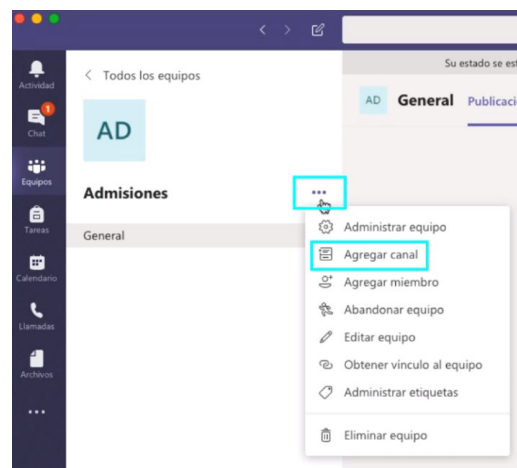 Su estado se est
Actividad
Todos los equipos
AD
General Publicaci
1
Chat
AD
Equipos
Admisiones
Tareas
General
Administrar equipo
Agregar canal
Calendario
Agregar miembro
Abandonar equipo
Llamadas
Editar equipo
Obtener vínculo al equipo
Archivos
Administrar etiquetas
Eliminar equipo